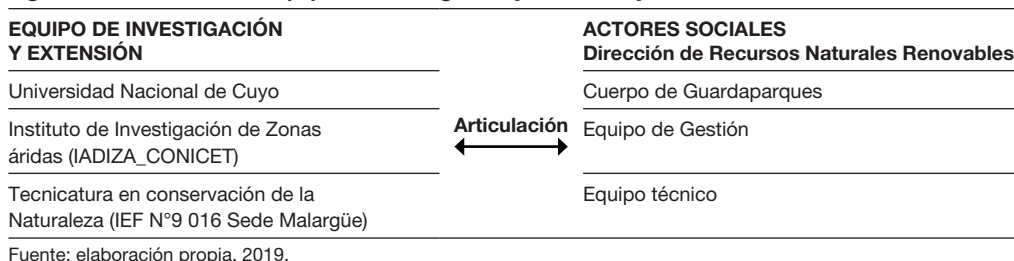 EQUIPO DE INVESTIGACIÓN
Y EXTENSIÓN
ACTORES SOCIALES
Dirección de Recursos Naturales Renovables
Universidad Nacional de Cuyo
Cuerpo de Guardaparques
Instituto de Investigación de Zonas
áridas (IADIZA_CONICET)
Articulación
Equipo de Gestión
Tecnicatura en conservación de la
Naturaleza (IEF N°9 016 Sede Malargüe)
Equipo técnico
Fuente: elaboración propia, 2019.